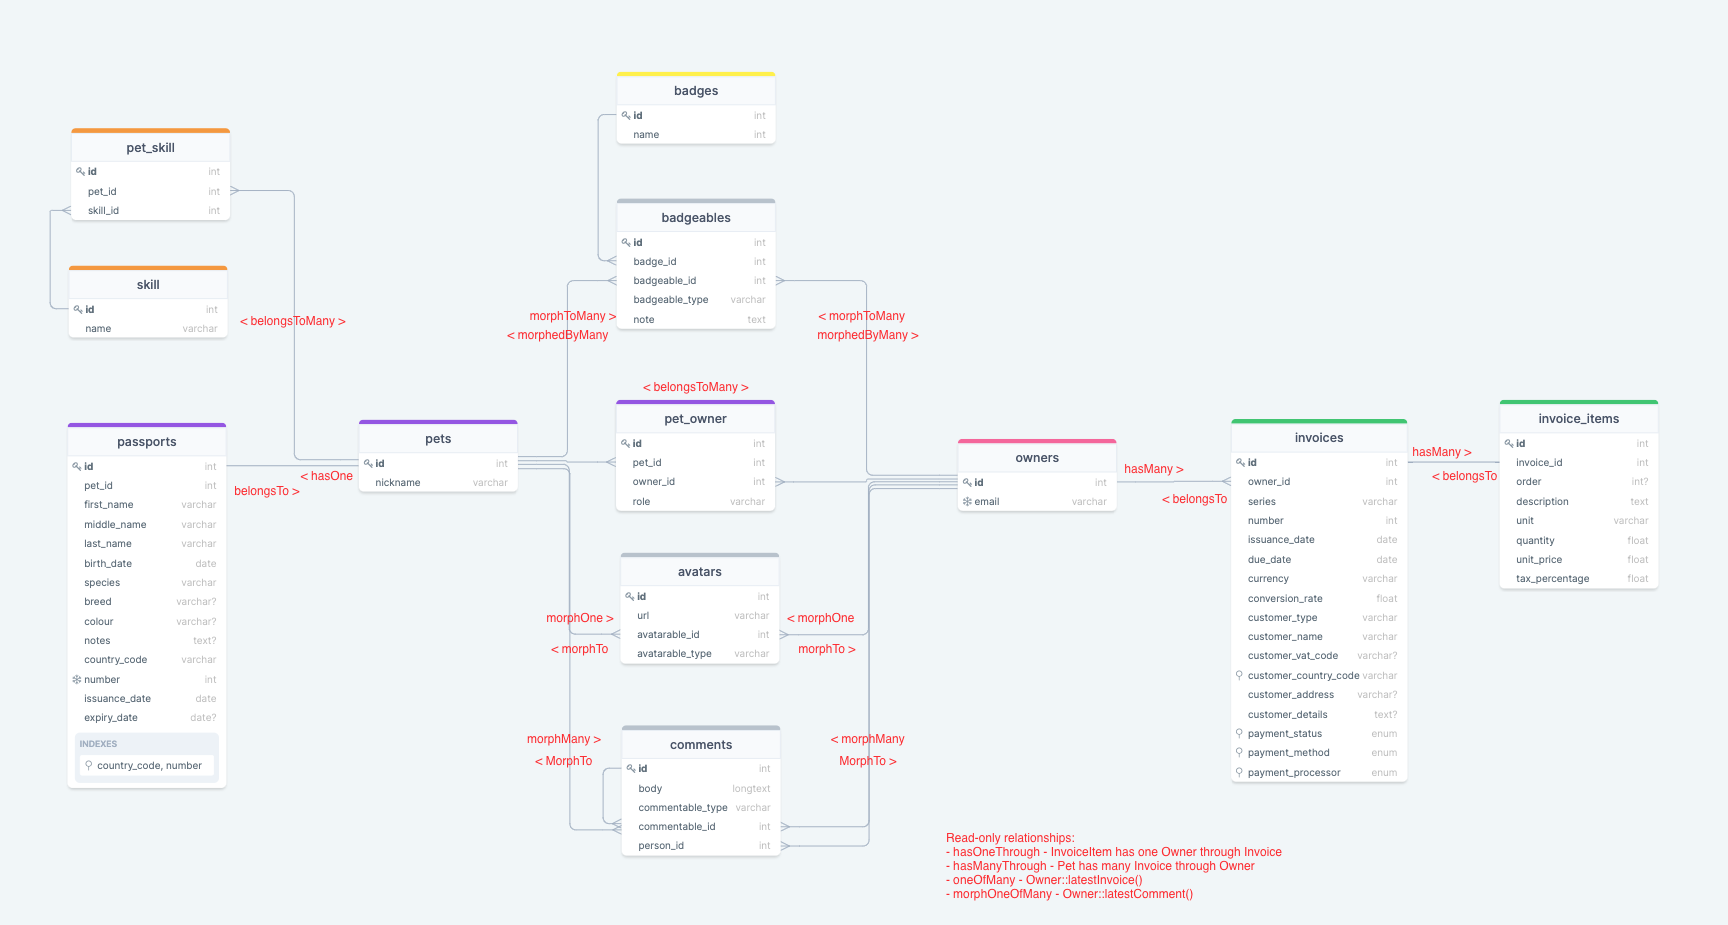 badges
id int
name int
pet_skill
id int
pet_id int
skill_id int
badgeables
id int
badge_id int
badgeable_id int
badgeable_type varchar
note text
skill
id int
name varchar
< belongsToMany >
morphToMany >
< morphedByMany
< morphToMany
morphedByMany >
< belongsToMany >
pet_owner
id int
pet_id int
owner_id int
role varchar
passports
id int
pet_id int
first_name varchar
middle_name varchar
last_name varchar
birth_date date
species varchar
breed varchar?
colour varchar?
notes text?
country_code varchar
number int
issuance_date date
expiry_date date?
INDEXES
country_code, number
< hasOne
belongsTo >
pets
id int
nickname varchar
owners
id int
email varchar
hasMany >
< belongsTo
invoices
id int
owner_id int
series varchar
number int
issuance_date date
due_date date
currency varchar
conversion_rate float
customer_type varchar
customer_name varchar
customer_vat_code varchar?
customer_country_code varchar
customer_address varchar?
customer_details text?
payment_status enum
payment_method enum
payment_processor enum
hasMany >
< belongsTo
invoice_items
id int
invoice_id int
order int?
description text
unit varchar
quantity float
unit_price float
tax_percentage float
avatars
id int
url varchar
avatarable_id int
avatarable_type varchar
morphOne >
< morphTo
< morphOne
morphTo >
comments
id int
body longtext
commentable_type varchar
commentable_id int
person_id int
morphMany >
< MorphTo
< morphMany
MorphTo >
Read-only relationships:
- hasOneThrough - InvoiceItem has one Owner through Invoice
- hasManyThrough - Pet has many Invoice through Owner
- oneOfMany - Owner::latestInvoice()
- morphOneOfMany - Owner::latestComment()